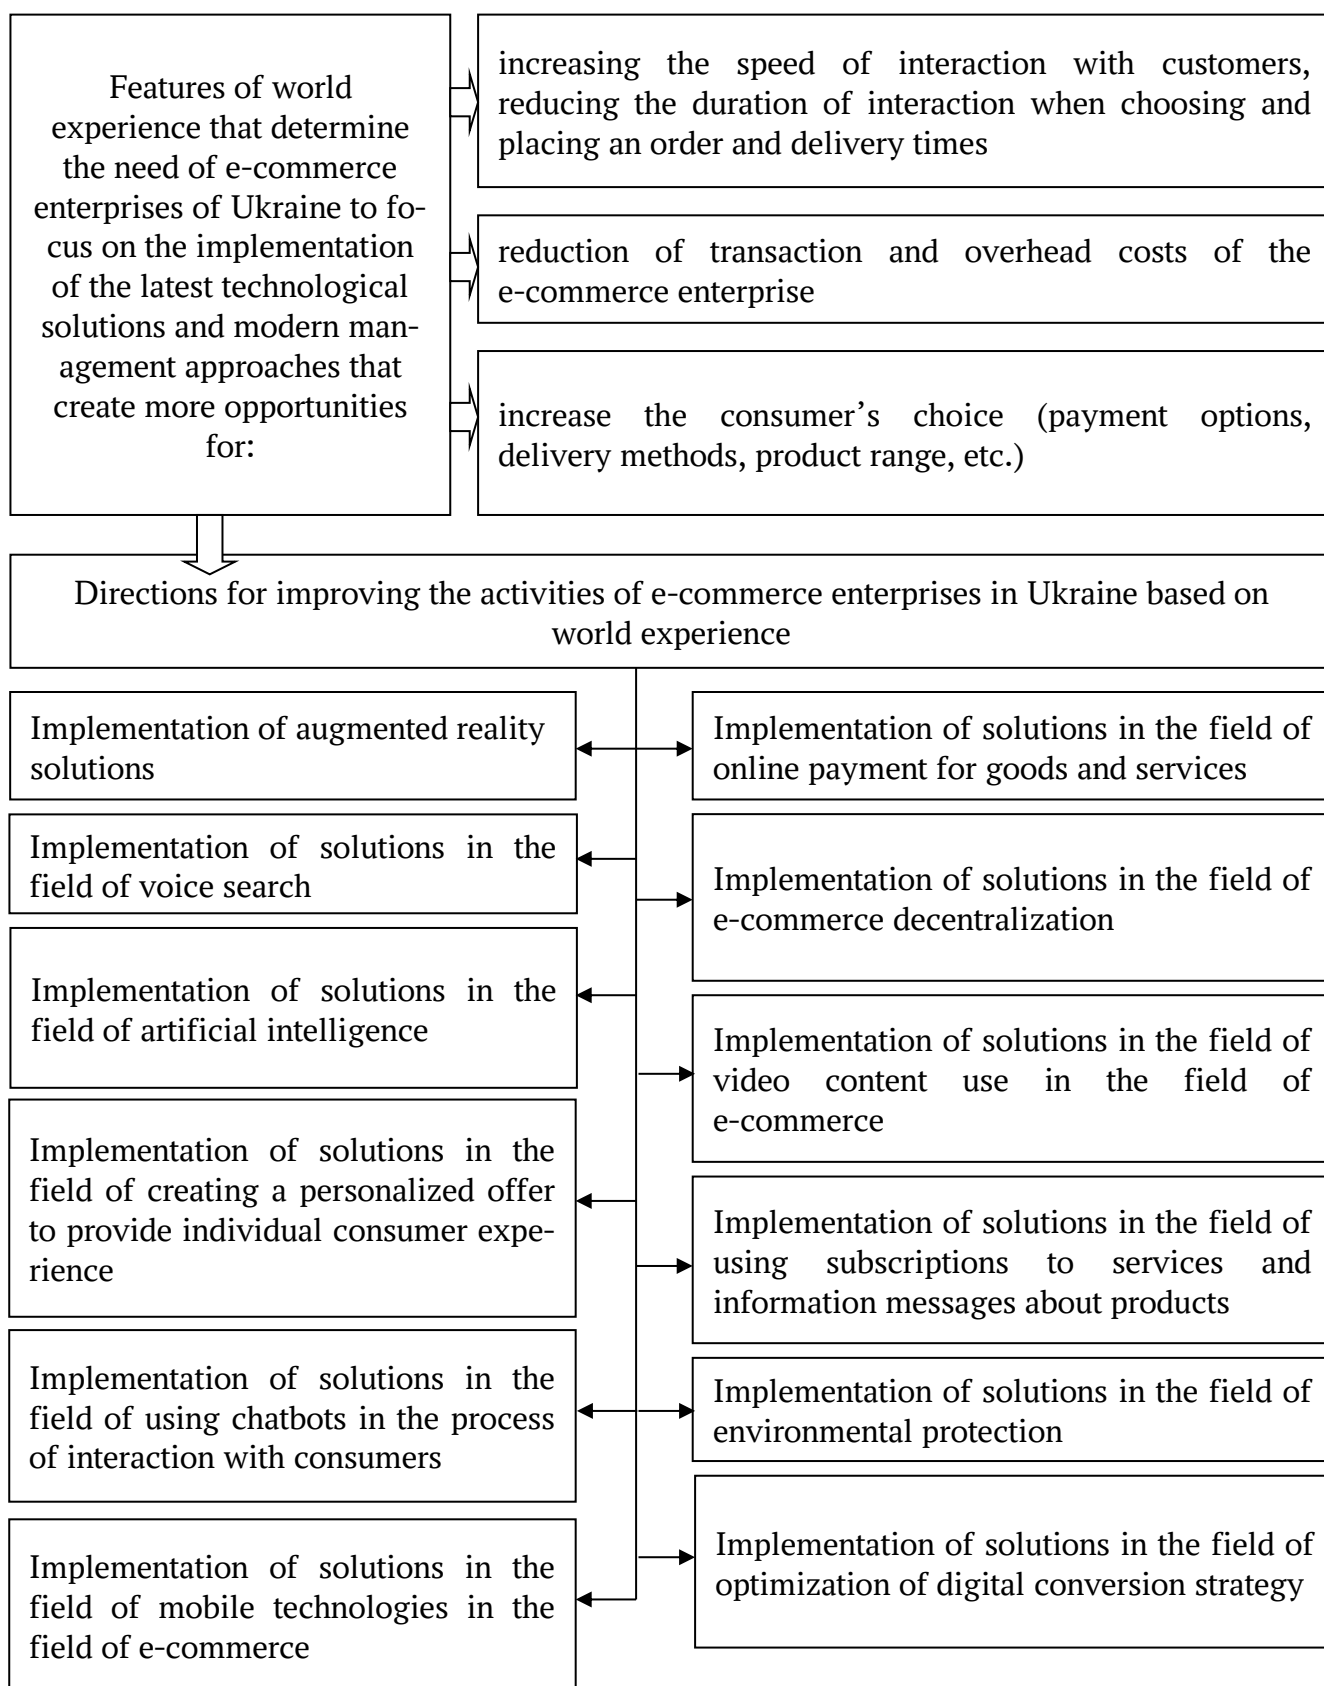 Features of world
experience that determine
the need of e-commerce
enterprises of Ukraine to fo-
cus on the implementation
of the latest technological
solutions and modern man-
agement approaches that
create more opportunities
for:
increasing the speed of interaction with customers,
reducing the duration of interaction when choosing and
placing an order and delivery times
reduction of transaction and overhead costs of the
e-commerce enterprise
increase the consumer’s choice (payment options,
delivery methods, product range, etc.)
Directions for improving the activities of e-commerce enterprises in Ukraine based on
world experience
Implementation of augmented reality
solutions
Implementation of solutions in the
field of voice search
Implementation of solutions in the
field of artificial intelligence
Implementation of solutions in the
field of creating a personalized offer
to provide individual consumer expe-
rience
Implementation of solutions in the
field of using chatbots in the process
of interaction with consumers
Implementation of solutions in the
field of mobile technologies in the
field of e-commerce
Implementation of solutions in the field of
online payment for goods and services
Implementation of solutions in the field of
e-commerce decentralization
Implementation of solutions in the field of
video content use in the field of
e-commerce
Implementation of solutions in the field of
using subscriptions to services and
information messages about products
Implementation of solutions in the field of
environmental protection
Implementation of solutions in the field of
optimization of digital conversion strategy